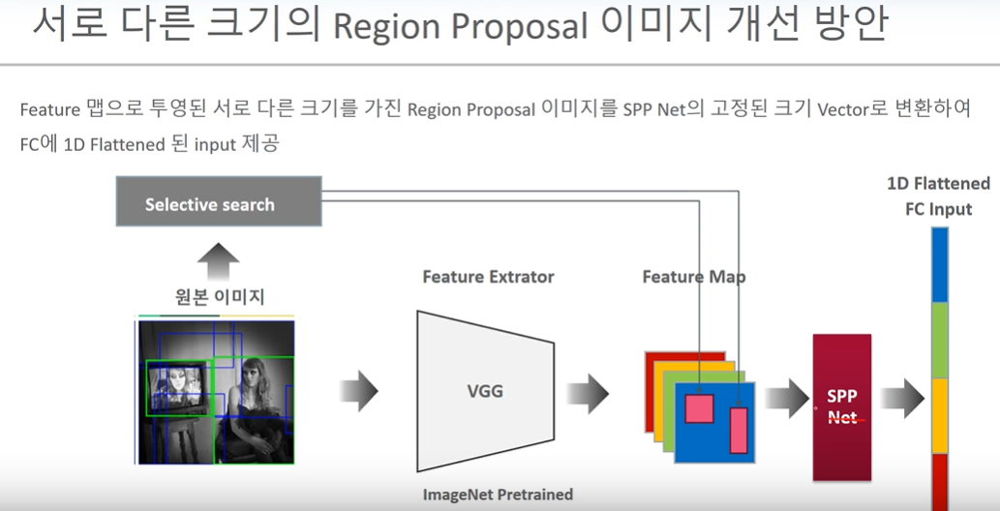 서로 다른 크기의 Region Proposal 이미지 개선 방안
Feature 맵으로 투영된 서로 다른 크기를 가진 Region Proposal 이미지를 SPP Net의 고정된 크기 Vector로 변환하여
FC에 1D Flattened 된 input 제공
Selective search
1D Flattened
FC Input
원본 이미지
Feature Extrator
Feature Map
VGG
SPP
Net
ImageNet Pretrained